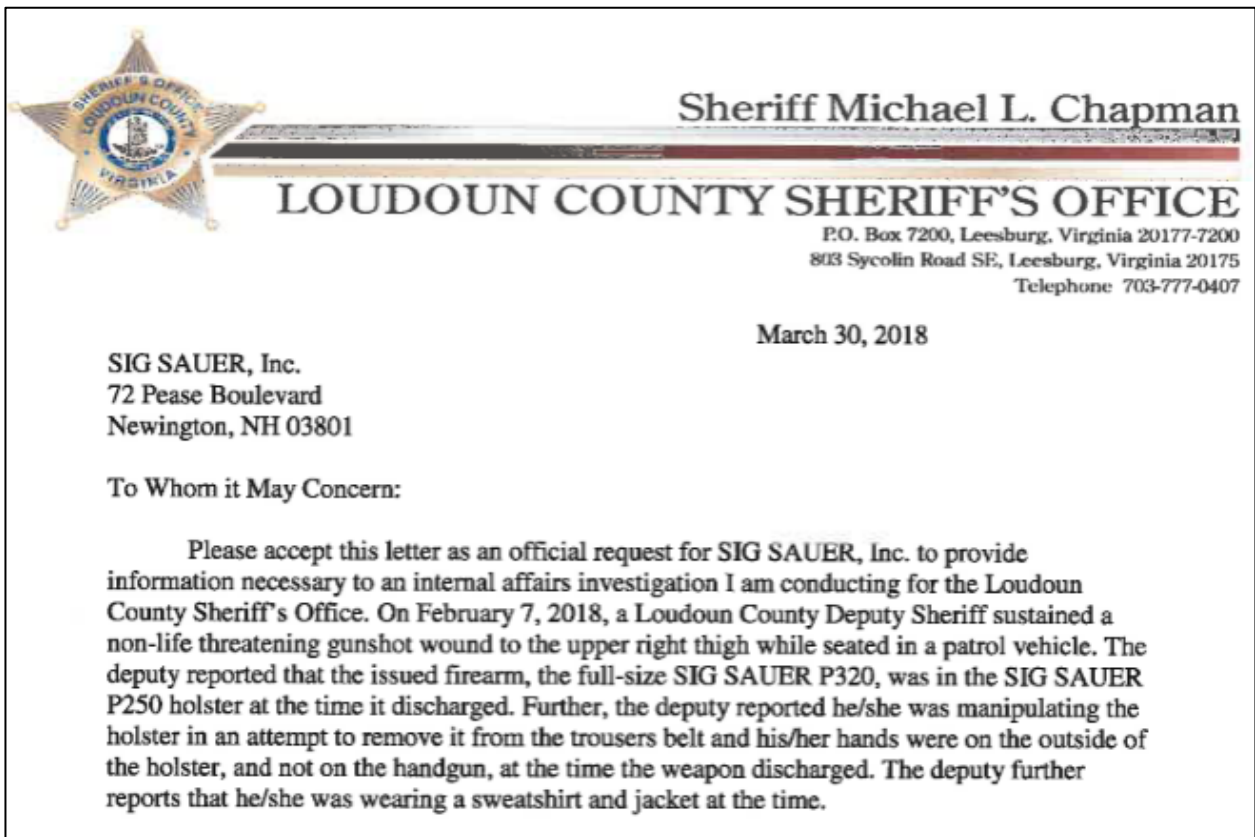 SHERIFF'S OFFICE
LOUDOUN COUNTY
VIRGINIA
Sheriff Michael L. Chapman
LOUDOUN COUNTY SHERIFF'S OFFICE
P.O. Box 7200, Leesburg, Virginia 20177-7200
803 Sycolin Road SE, Leesburg, Virginia 20175
Telephone 703-777-0407
March 30, 2018
SIG SAUER, Inc.
72 Pease Boulevard
Newington, NH 03801
To Whom it May Concern:
Please accept this letter as an official request for SIG SAUER, Inc. to provide
information necessary to an internal affairs investigation I am conducting for the Loudoun
County Sheriff's Office. On February 7, 2018, a Loudoun County Deputy Sheriff sustained a
non-life threatening gunshot wound to the upper right thigh while seated in a patrol vehicle. The
deputy reported that the issued firearm, the full-size SIG SAUER P320, was in the SIG SAUER
P250 holster at the time it discharged. Further, the deputy reported he/she was manipulating the
holster in an attempt to remove it from the trousers belt and his/her hands were on the outside of
the holster, and not on the handgun, at the time the weapon discharged. The deputy further
reports that he/she was wearing a sweatshirt and jacket at the time.